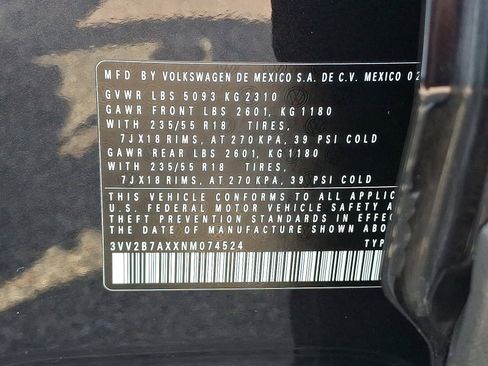 MFD BY VOLKSWAGEN DE MEXICO S.A. DE C.V. MEXICO 02
GVWR LBS 5093 KG 2310
GAWR FRONT LBS 2601, KG 1180
WITH 235/55 R18 TIRES,
7JX18 RIMS, AT 270 KPA, 39 PSI COLD
GAWR REAR LBS 2601, KG 1180
WITH 235/55 R18 TIRES,
7JX18 RIMS, AT 270 KPA, 39 PSI COLD
THIS VEHICLE CONFORMS TO ALL APPLIC
U.S. FEDERAL MOTOR VEHICLE SAFETY A
THEFT PREVENTION STANDARDS IN EFFEC
THE DATE OF MANUFACTURE SHOWN ABO
3VV2B7AXXNM074524 TYP